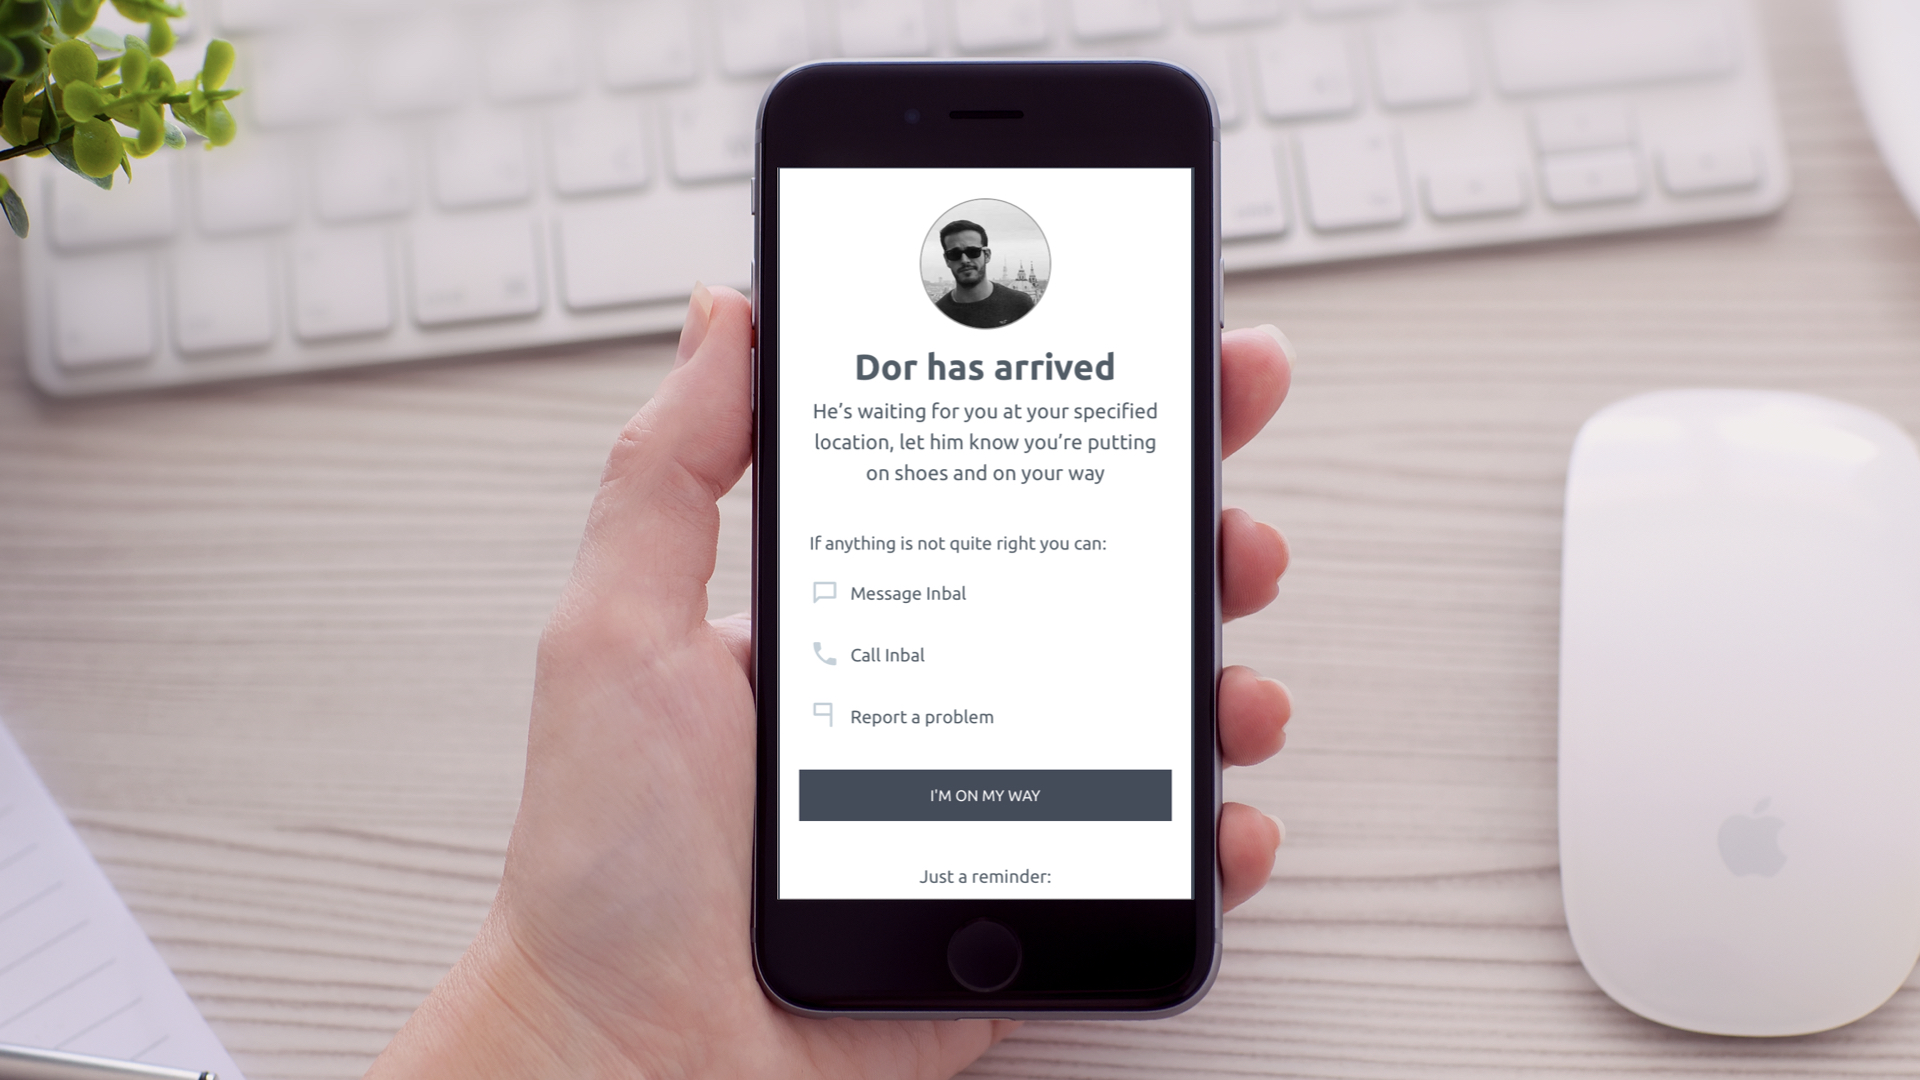 Dor has arrived
He’s waiting for you at your specified
location, let him know you’re putting
on shoes and on your way
If anything is not quite right you can:
Message Inbal
Call Inbal
Report a problem
I'M ON MY WAY
Just a reminder: